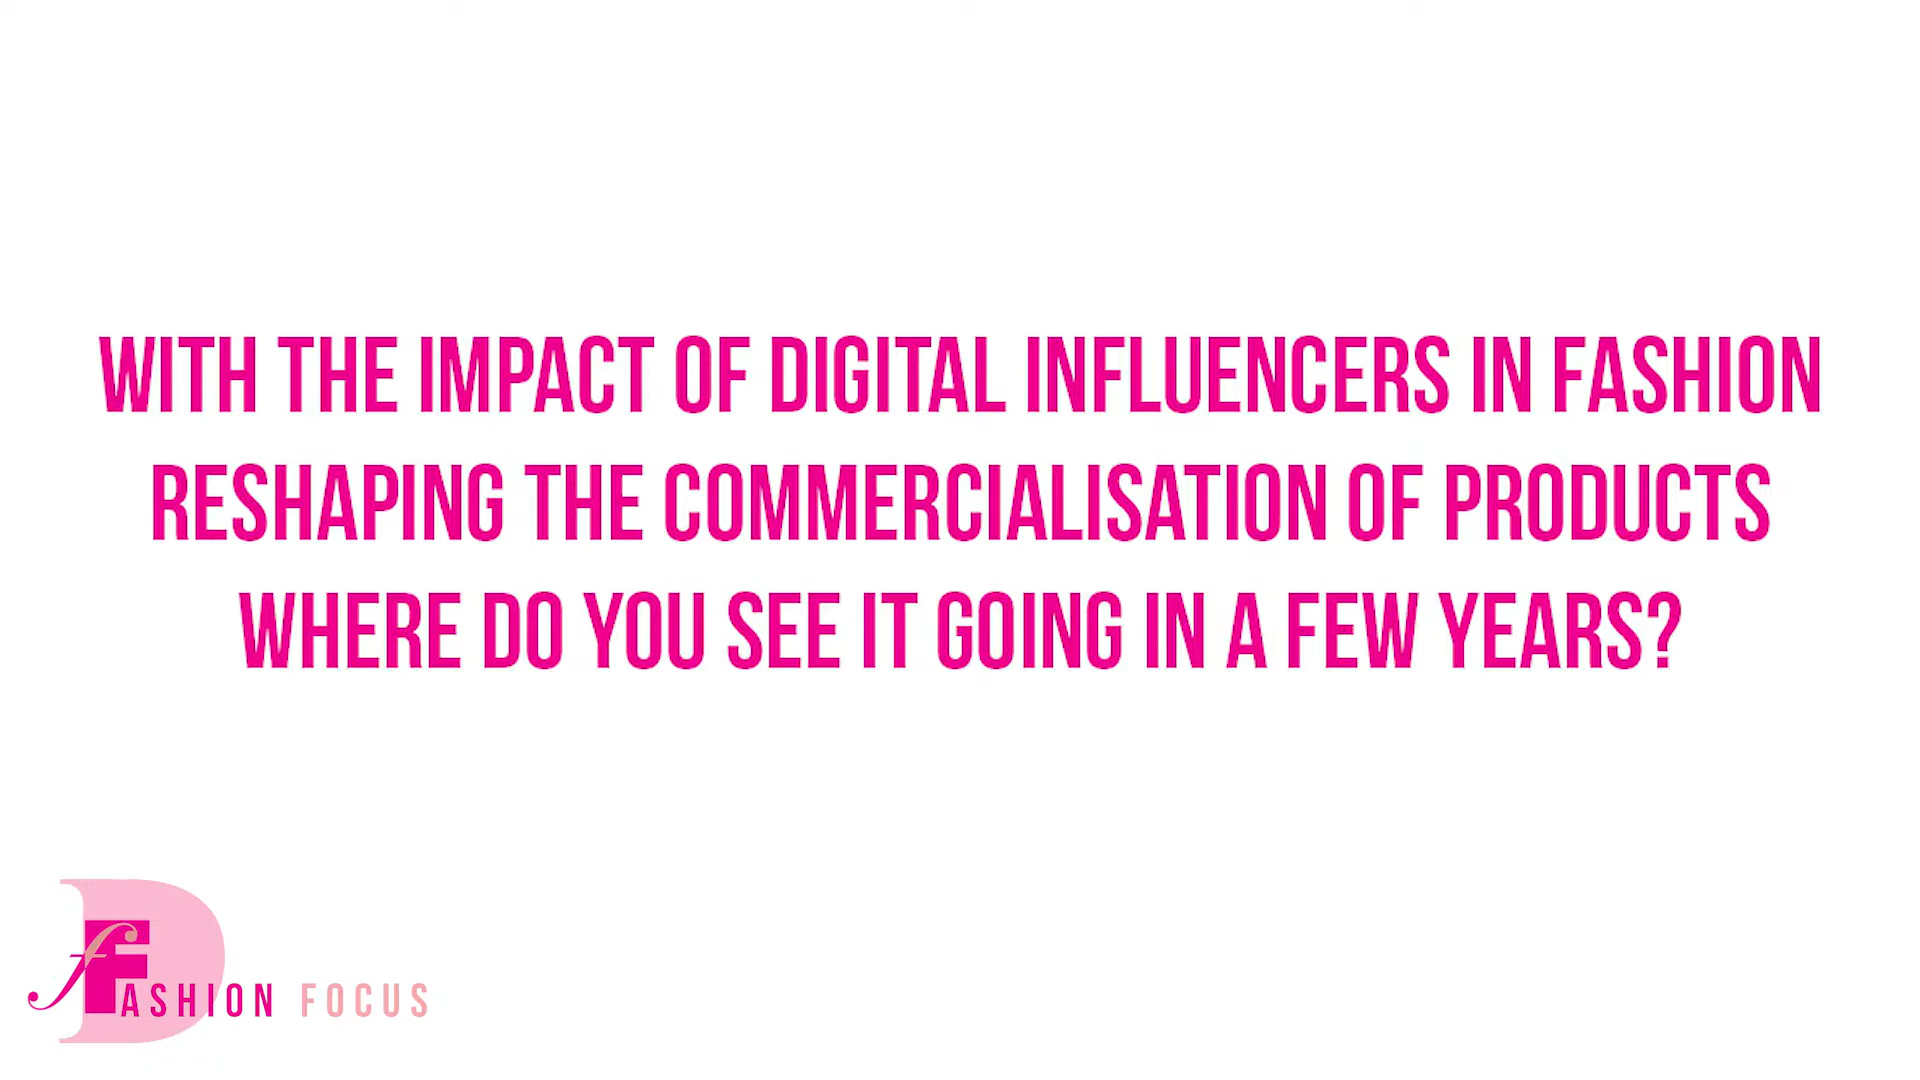 WITH THE IMPACT OF DIGITAL INFLUENCERS IN FASHION
RESHAPING THE COMMERCIALISATION OF PRODUCTS
WHERE DO YOU SEE IT GOING IN A FEW YEARS?
FASHION FOCUS